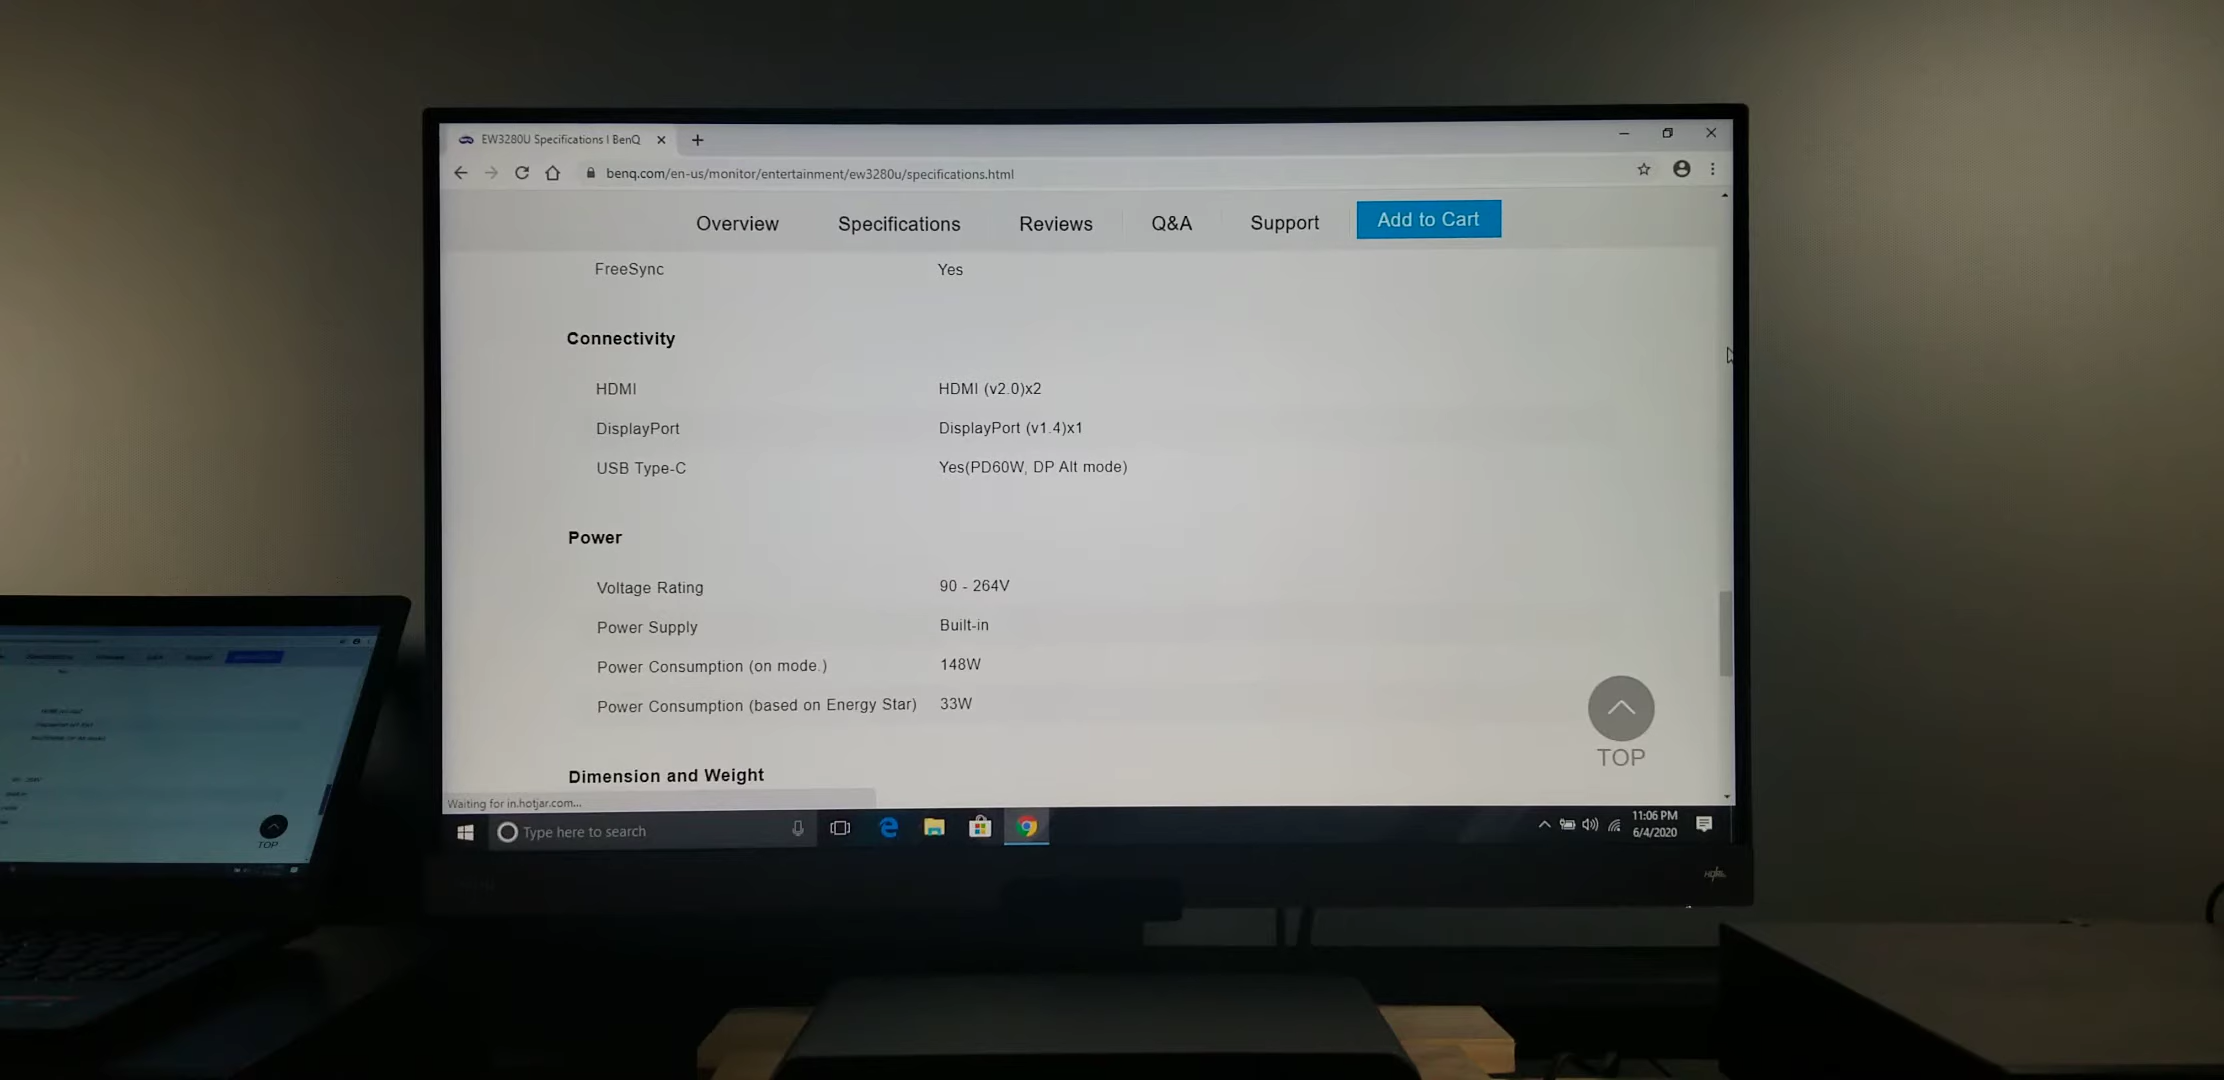 EW3280U Specifications | BenQ
benq.com/en-us/monitor/entertainment/ew3280u/specifications.html
Overview Specifications Reviews Q&A Support Add to Cart
FreeSync Yes
Connectivity
HDMI HDMI (v2.0)x2
DisplayPort DisplayPort (v1.4)x1
USB Type-C Yes(PD60W, DP Alt mode)
Power
Voltage Rating 90 - 264V
Power Supply Built-in
Power Consumption (on mode.) 148W
Power Consumption (based on Energy Star) 33W
TOP
Dimension and Weight
Waiting for in.hotjar.com...
Type here to search
11:06 PM
6/4/2020
TOP